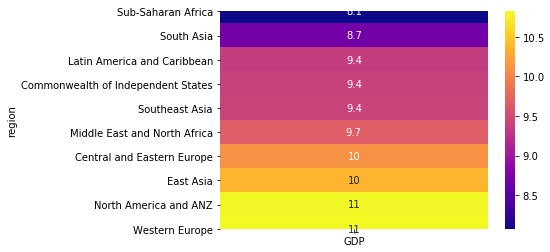 Sub-Saharan Africa 8.1
South Asia 8.7
Latin America and Caribbean 9.4
Commonwealth of Independent States 9.4
Southeast Asia 9.4
Middle East and North Africa 9.7
Central and Eastern Europe 10
East Asia 10
North America and ANZ 11
Western Europe 11
region
GDP
10.5
10.0
9.5
9.0
8.5